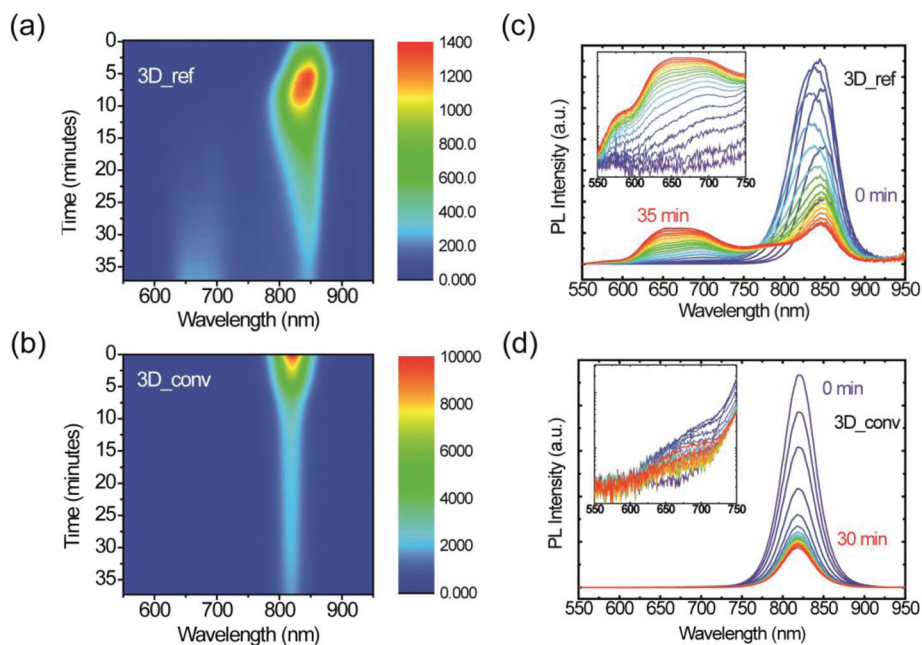 (a)
3D_ref
Time (minutes)
0
5
10
15
20
25
30
35
600 700 800 900
Wavelength (nm)
1400
1200
1000
800.0
600.0
400.0
200.0
0.000
(c)
PL Intensity (a.u.)
3D_ref
0 min
35 min
550 600 650 700 750
550 600 650 700 750 800 850 900 950
Wavelength (nm)
(b)
3D_conv
Time (minutes)
0
5
10
15
20
25
30
35
600 700 800 900
Wavelength (nm)
10000
8000
6000
4000
2000
0.000
(d)
PL Intensity (a.u.)
0 min
3D_conv
30 min
550 600 650 700 750
550 600 650 700 750 800 850 900 950
Wavelength (nm)